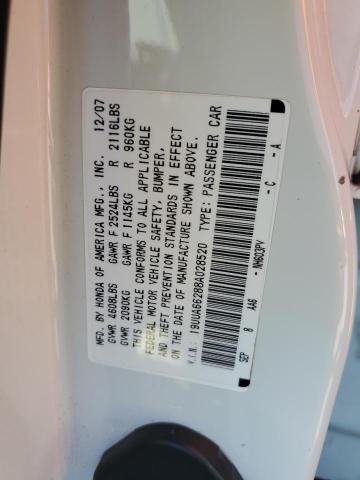 MFD. BY HONDA OF AMERICA MFG., INC. 12/07
GVWR 4608LBS GAWR F 2524LBS R 2116LBS
GVWR 2090KG GAWR F 1145KG R 960KG
THIS VEHICLE CONFORMS TO ALL APPLICABLE
FEDERAL MOTOR VEHICLE SAFETY, BUMPER,
AND THEFT PREVENTION STANDARDS IN EFFECT
ON THE DATE OF MANUFACTURE SHOWN ABOVE.
V.I.N.: 19UUA66288A028520 TYPE: PASSENGER CAR
SEP 8 AA6 - NH603PV - C - A